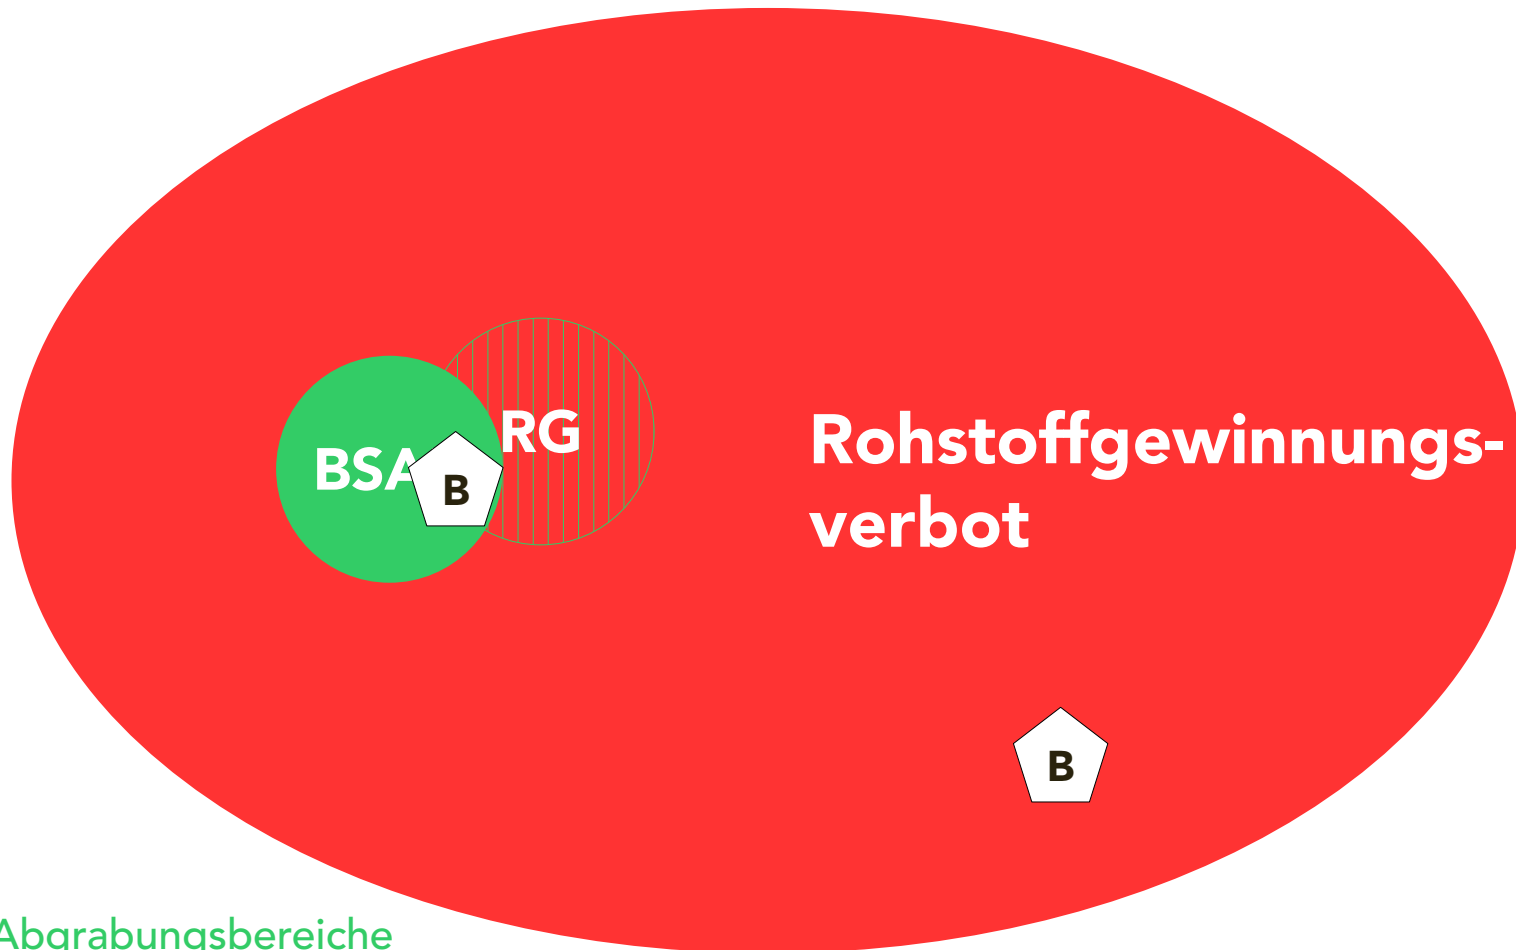 RG
BSA
B
Rohstoffgewinnungs-
verbot
B
Abgrabungsbereiche